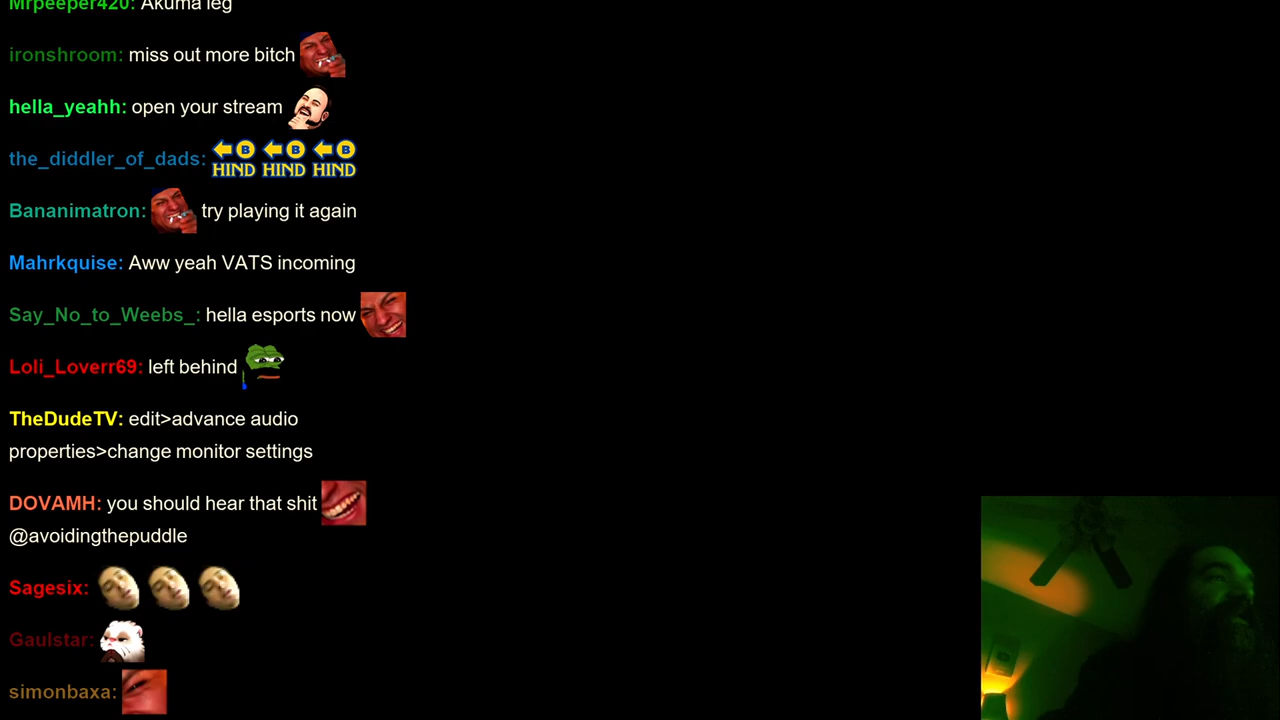 Mrpeeper420: Akuma leg
ironshroom: miss out more bitch
hella_yeahh: open your stream
the_diddler_of_dads: B HIND B HIND B HIND
Bananimatron: try playing it again
Mahrkquise: Aww yeah VATS incoming
Say_No_to_Weebs_: hella esports now
Loli_Loverr69: left behind
TheDudeTV: edit>advance audio
properties>change monitor settings
DOVAMH: you should hear that shit
@avoidingthepuddle
Sagesix:
Gaulstar:
simonbaxa: